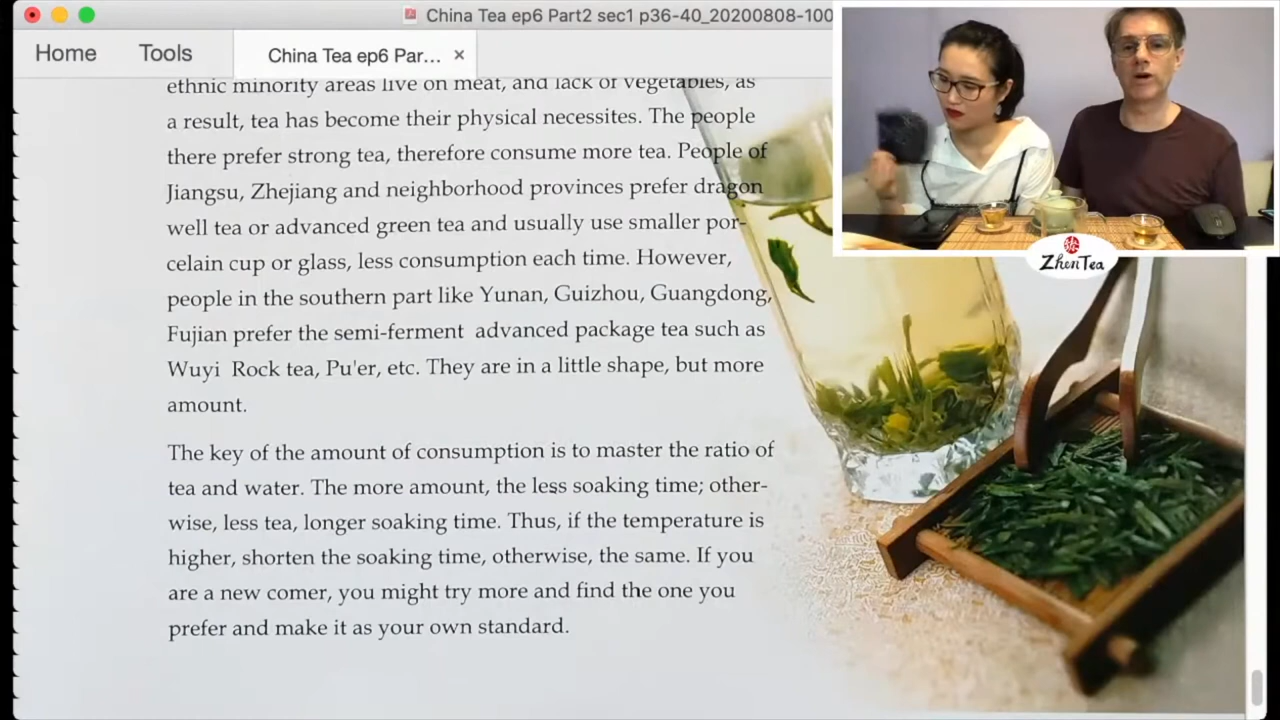 China Tea ep6 Part2 sec1 p36-40_20200808-100
Home
Tools
China Tea ep6 Par... ×
ethnic minority areas live on meat, and lack of vegetables, as
a result, tea has become their physical necessites. The people
there prefer strong tea, therefore consume more tea. People of
Jiangsu, Zhejiang and neighborhood provinces prefer dragon
well tea or advanced green tea and usually use smaller por-
celain cup or glass, less consumption each time. However,
people in the southern part like Yunan, Guizhou, Guangdong,
Fujian prefer the semi-ferment advanced package tea such as
Wuyi Rock tea, Pu'er, etc. They are in a little shape, but more
amount.
The key of the amount of consumption is to master the ratio of
tea and water. The more amount, the less soaking time; other-
wise, less tea, longer soaking time. Thus, if the temperature is
higher, shorten the soaking time, otherwise, the same. If you
are a new comer, you might try more and find the one you
prefer and make it as your own standard.
ZhenTea